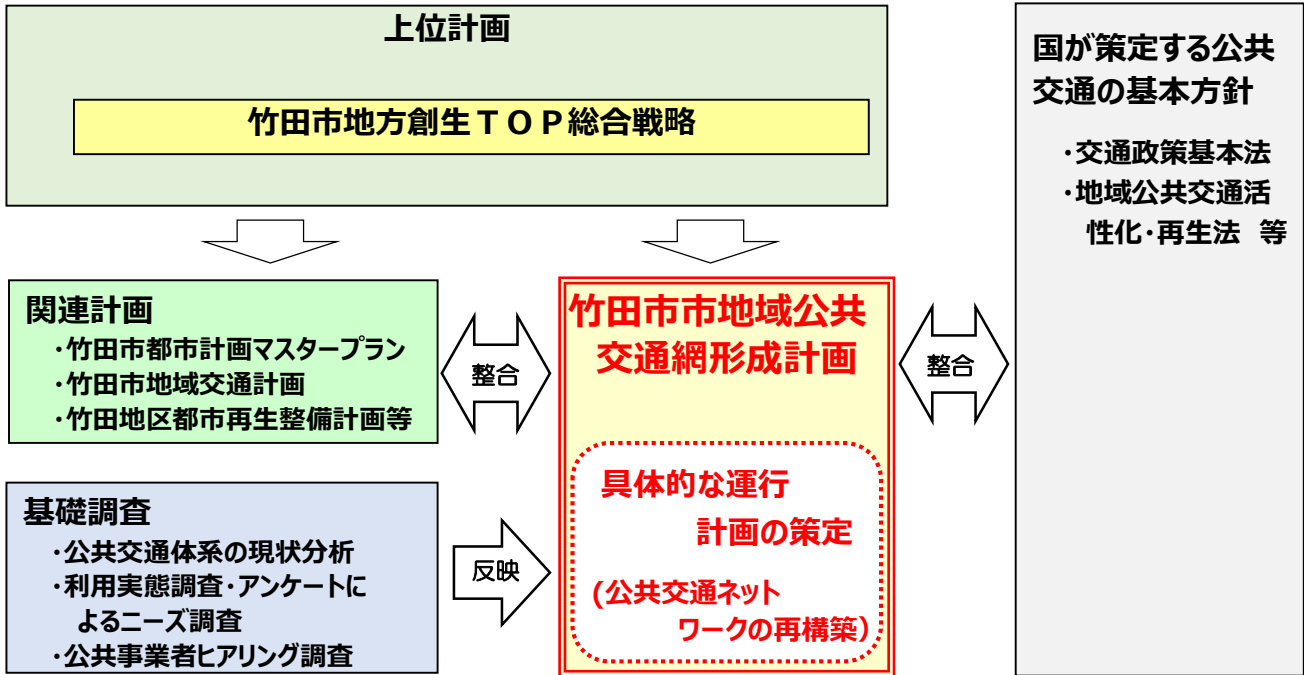 上位計画
竹田市地方創生ＴＯＰ総合戦略
国が策定する公共
交通の基本方針
・交通政策基本法
・地域公共交通活
性化・再生法　等
関連計画
・竹田市都市計画マスタープラン
・竹田市地域交通計画
・竹田地区都市再生整備計画等
整合
竹田市市地域公共
交通網形成計画
整合
基礎調査
・公共交通体系の現状分析
・利用実態調査・アンケートに
よるニーズ調査
・公共事業者ヒアリング調査
反映
具体的な運行
計画の策定
(公共交通ネット
ワークの再構築）